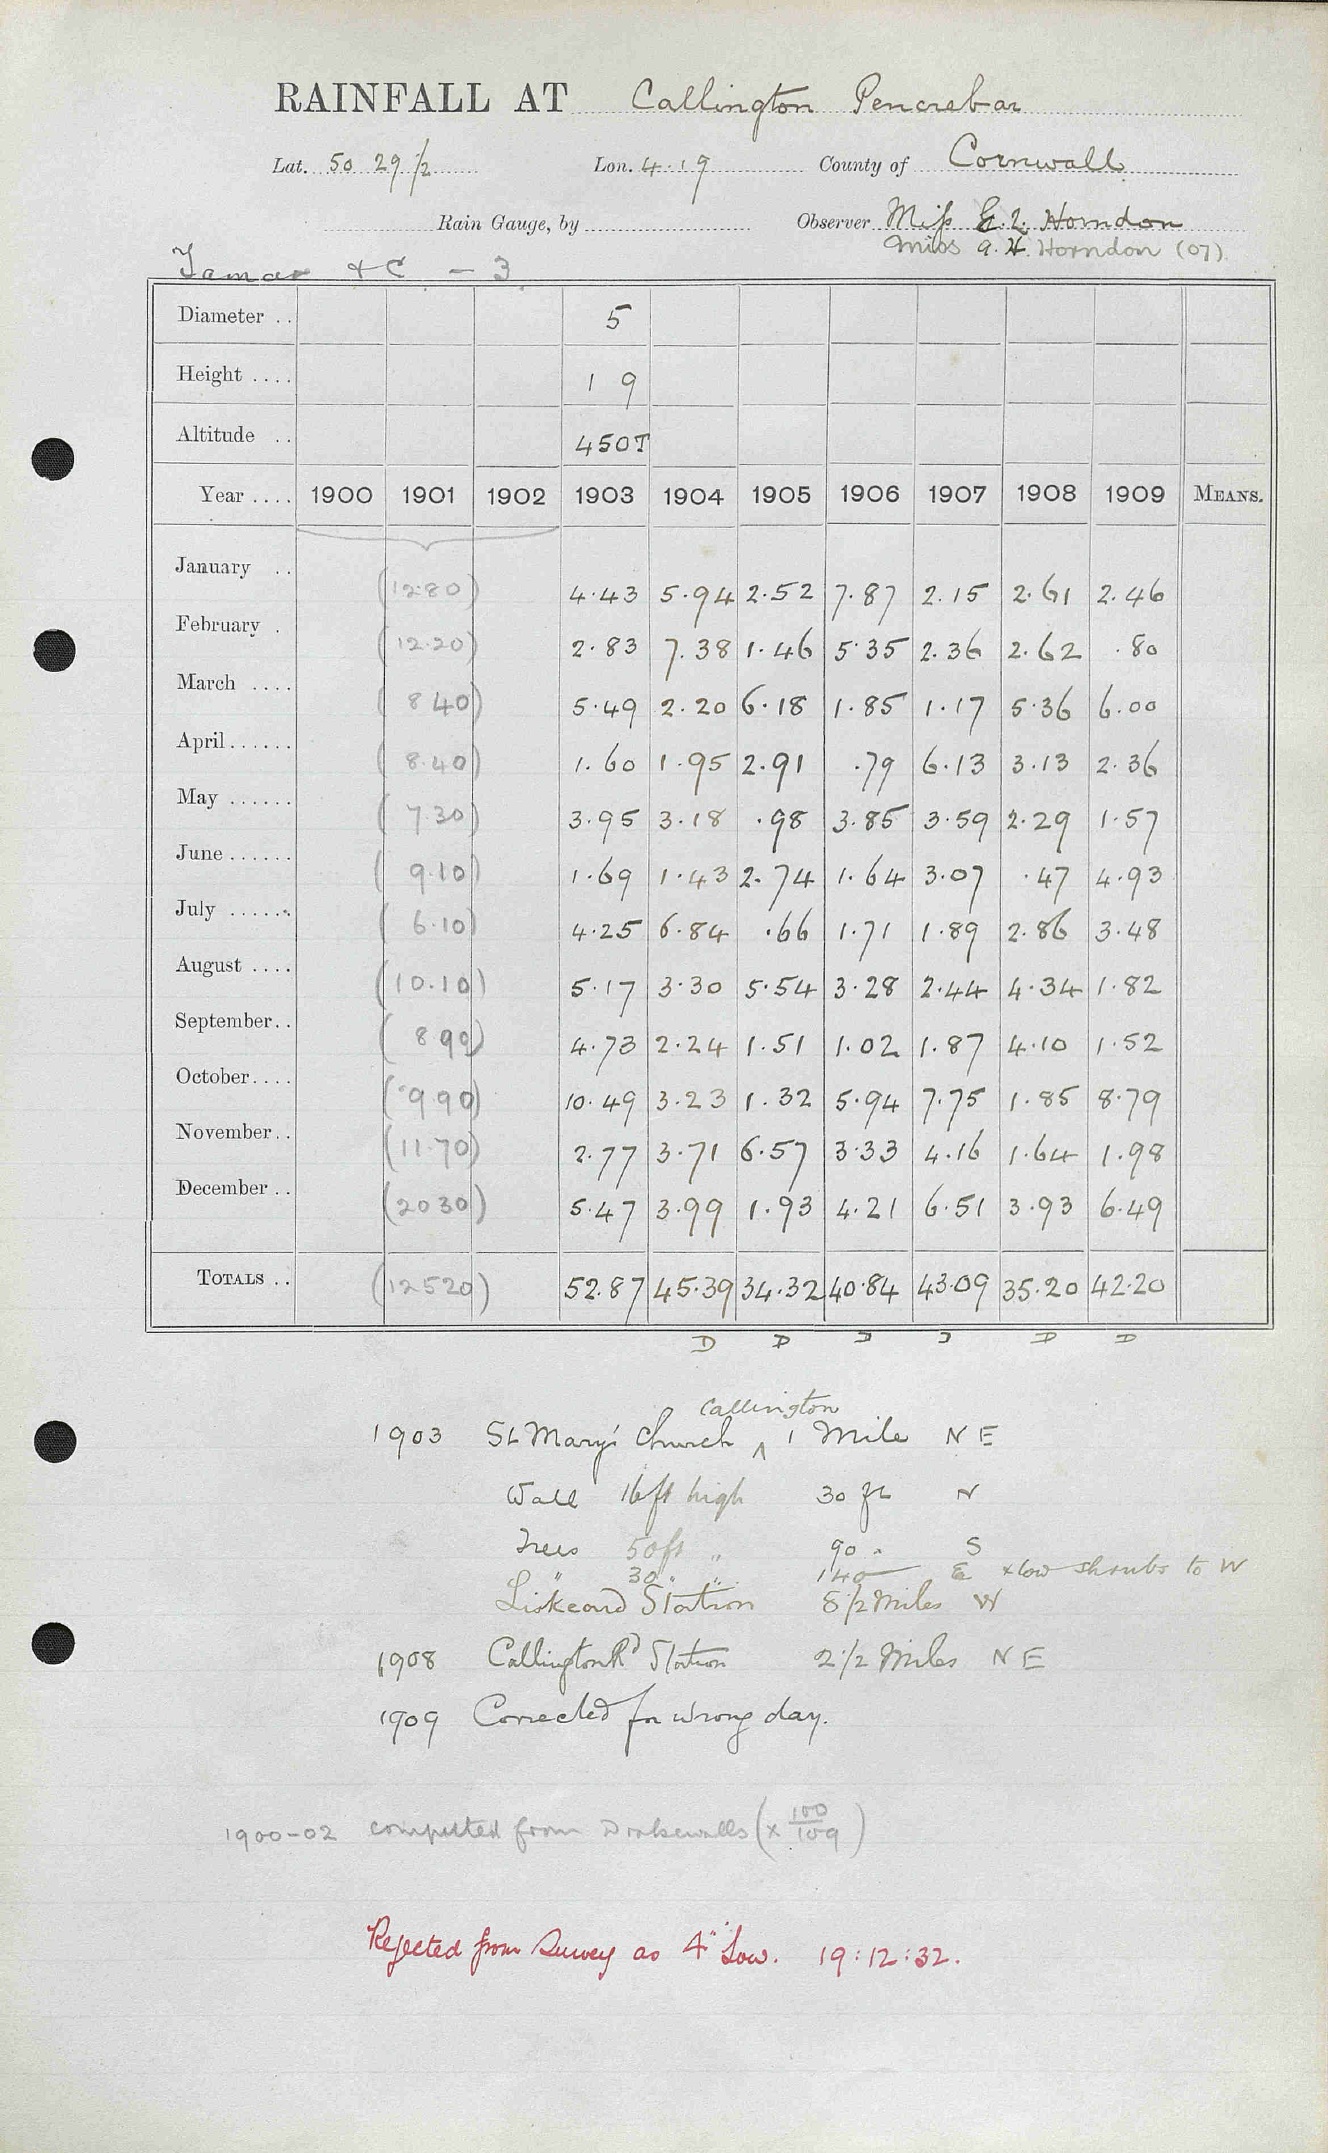 RAINFALL AT Callington Pencrebar
Lat. 50 29 1/2 Lon. 4.19 County of Cornwall
Rain Gauge, by Observer Miss E. L. Horndon
Miss A. H. Horndon (07).
Tamar &C - 3
Diameter .. 5
Height .... 1 9
Altitude .. 450T
Year .... 1900 1901 1902 1903 1904 1905 1906 1907 1908 1909 MEANS.
January .. (12.80) 4.43 5.94 2.52 7.87 2.15 2.61 2.46
February . (12.20) 2.83 7.38 1.46 5.35 2.36 2.62 .80
March .... (8 40) 5.49 2.20 6.18 1.85 1.17 5.36 6.00
April...... (8.40) 1.60 1.95 2.91 .79 6.13 3.13 2.36
May ...... (7.30) 3.95 3.18 .98 3.85 3.59 2.29 1.57
June...... (9.10) 1.69 1.43 2.74 1.64 3.07 .47 4.93
July ...... (6.10) 4.25 6.84 .66 1.71 1.89 2.86 3.48
August .... (10.10) 5.17 3.30 5.54 3.28 2.44 4.34 1.82
September.. (8 90) 4.73 2.24 1.51 1.02 1.87 4.10 1.52
October.... (9.90) 10.49 3.23 1.32 5.94 7.75 1.85 8.79
November.. (11.70) 2.77 3.71 6.57 3.33 4.16 1.64 1.98
December .. (20 30) 5.47 3.99 1.93 4.21 6.51 3.93 6.49
TOTALS .. (125 20) 52.87 45.39 34.32 40.84 43.09 35.20 42.20
D D D D D D
Callington
1903 St Mary's Church ^ 1 Mile N E
Wall 16ft high 30 ft N
Trees 50ft " 90 " S
" 30 " " 140 E & low shrubs to W
Liskeard Station 8 1/2 Miles W
1908 Callington Rd Station 2 1/2 Miles N E
1909 Corrected for wrong day.
1900-02 computed from Drakewalls (x 100/109)
Rejected from Survey as 4" Low. 19:12:32.